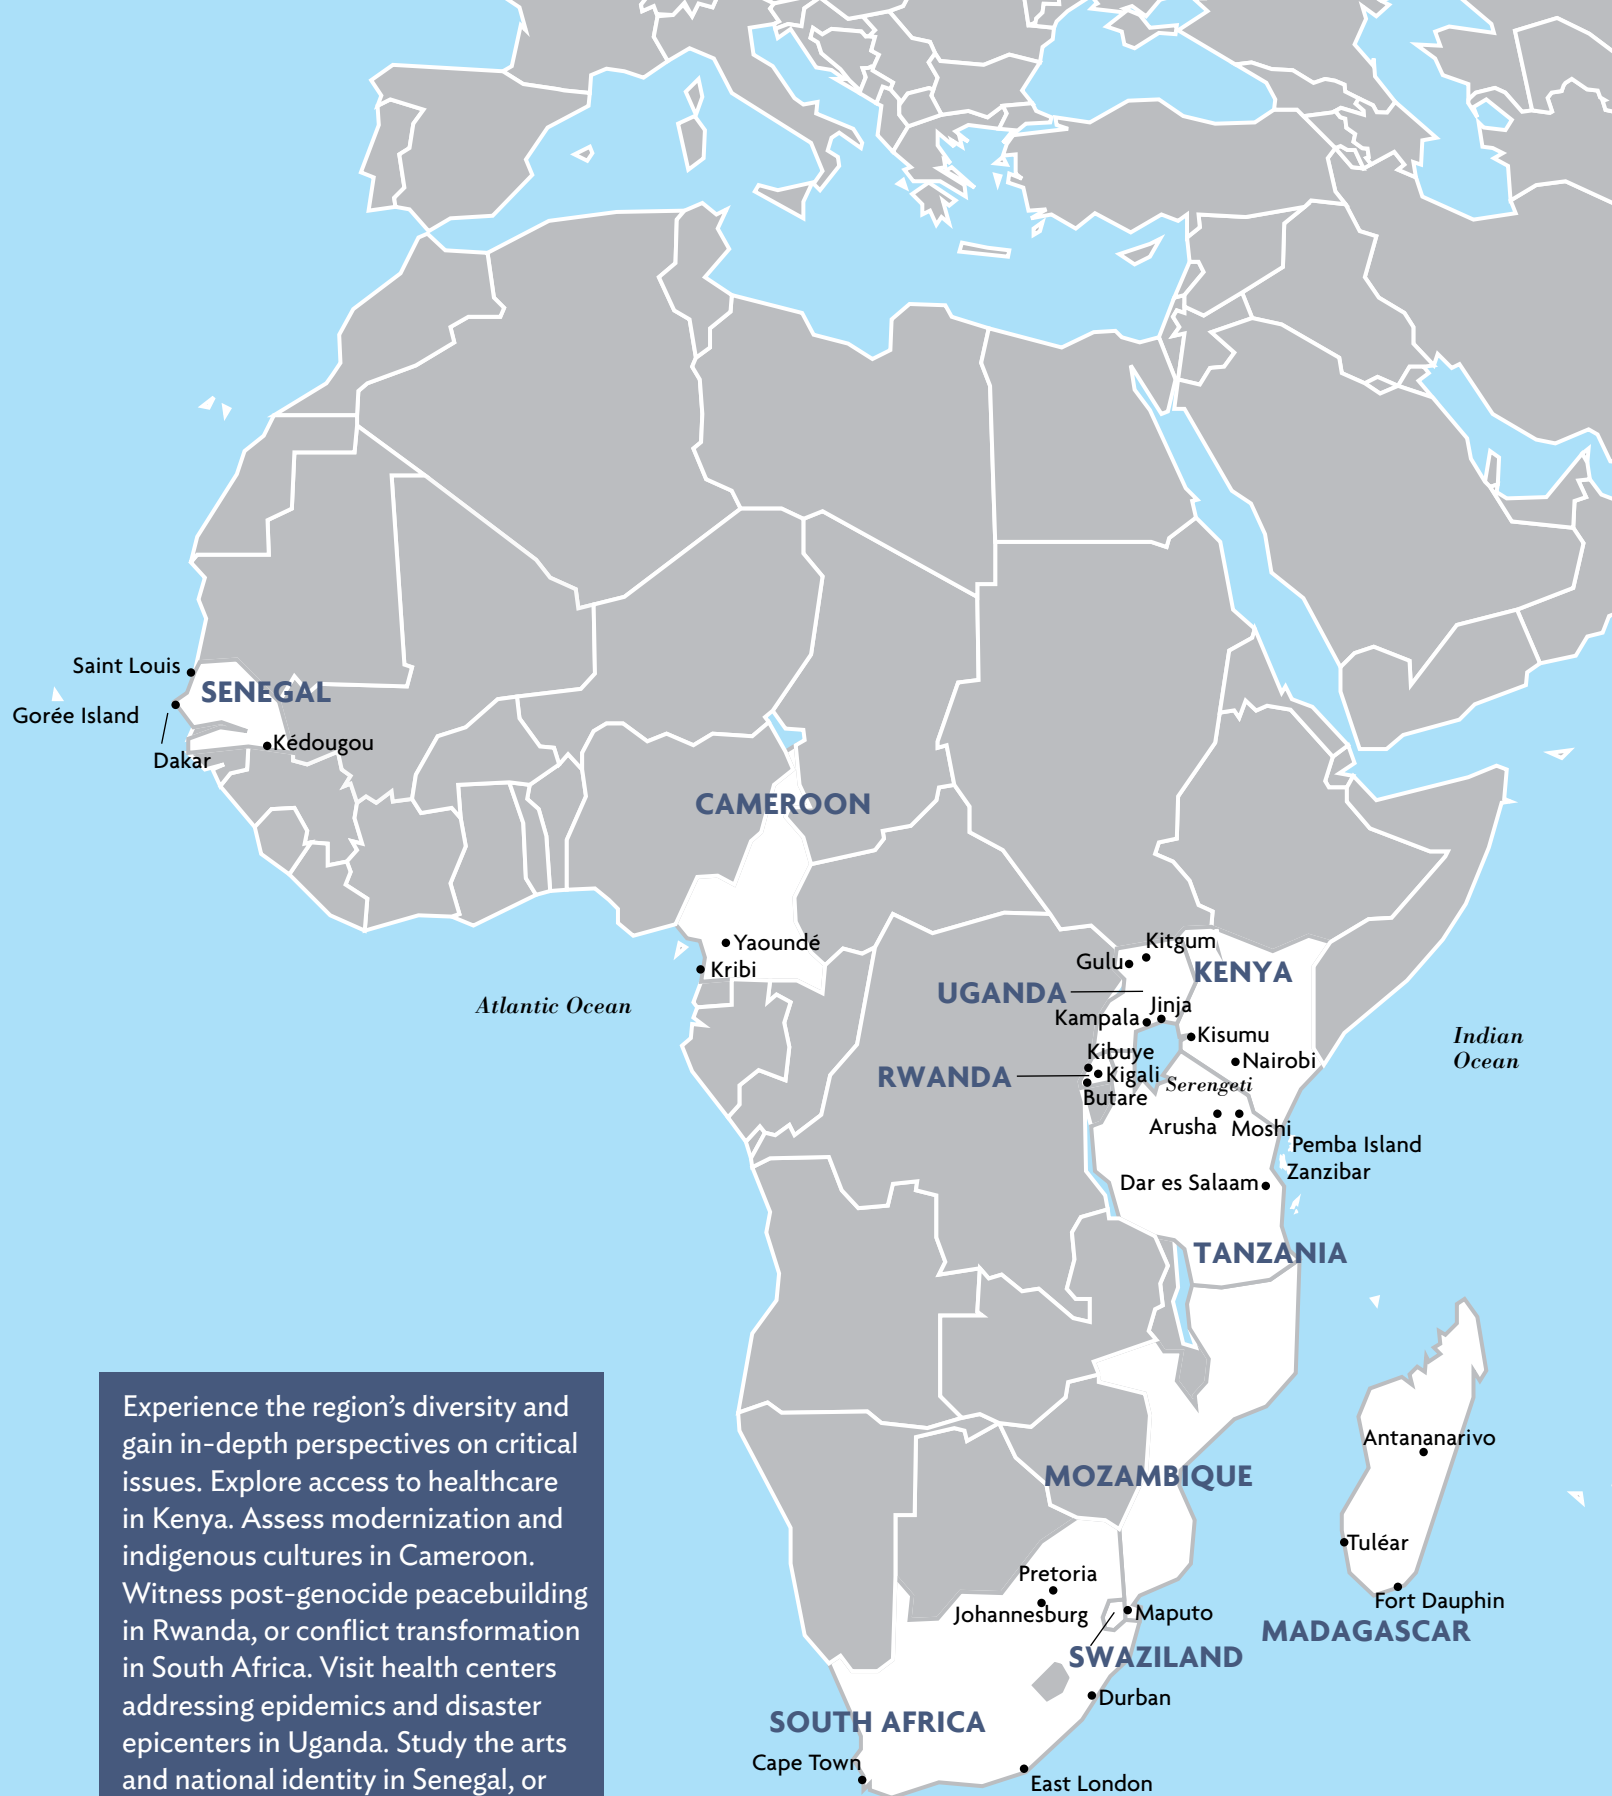 Saint Louis
SENEGAL
Gorée Island
Kédougou
Dakar
CAMEROON
Yaoundé
Kribi
Atlantic Ocean
Kitgum
Gulu
KENYA
UGANDA
Jinja
Kampala
Kisumu
Indian
Ocean
Kibuye
Nairobi
RWANDA
Kigali
Serengeti
Butare
Arusha
Moshi
Pemba Island
Zanzibar
Dar es Salaam
TANZANIA
Antananarivo
MOZAMBIQUE
Tuléar
Pretoria
Fort Dauphin
Johannesburg
Maputo
MADAGASCAR
SWAZILAND
Durban
SOUTH AFRICA
Cape Town
East London
Experience the region’s diversity and
gain in-depth perspectives on critical
issues. Explore access to healthcare
in Kenya. Assess modernization and
indigenous cultures in Cameroon.
Witness post-genocide peacebuilding
in Rwanda, or conflict transformation
in South Africa. Visit health centers
addressing epidemics and disaster
epicenters in Uganda. Study the arts
and national identity in Senegal, or